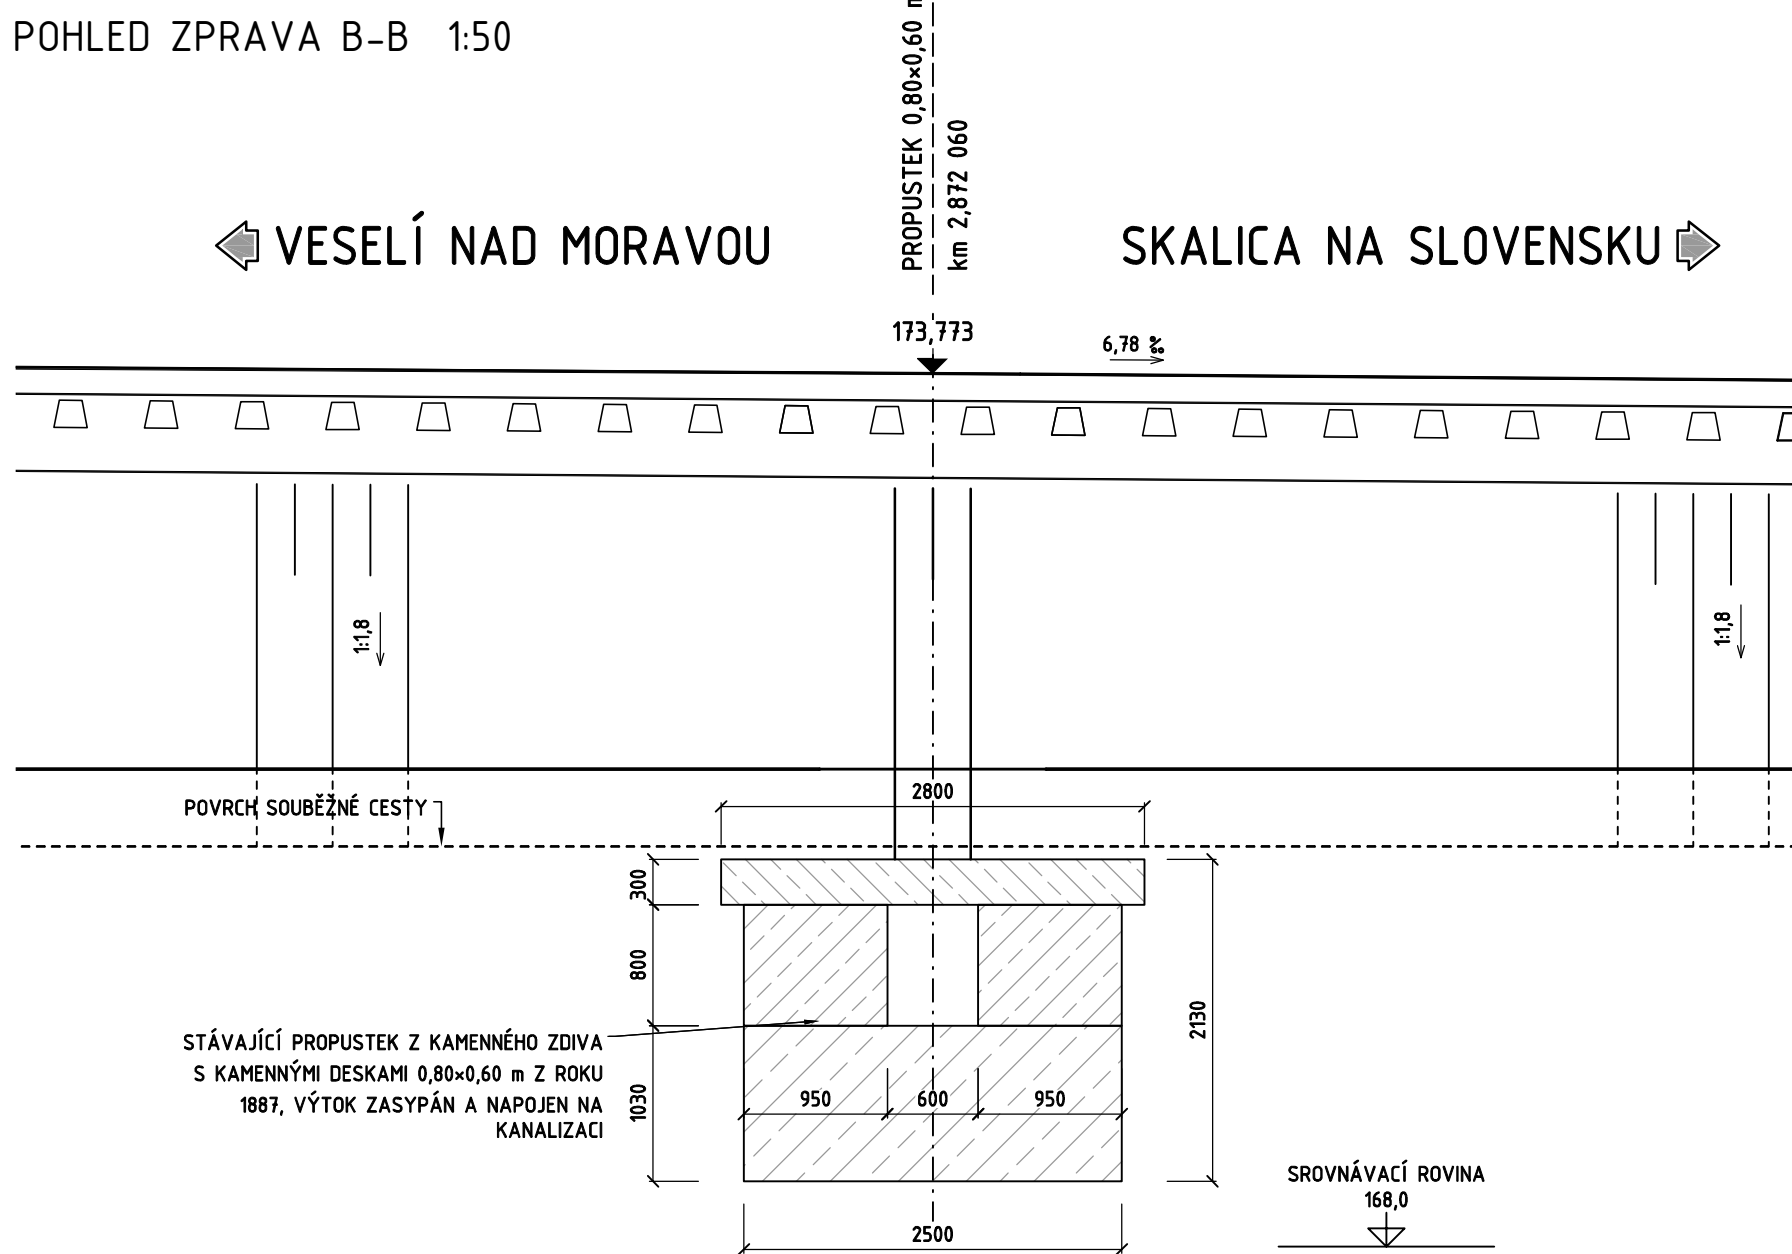 POHLED ZPRAVA B-B 1:50
PROPUSTEK 0,80×0,60
km 2,872 060
VESELÍ NAD MORAVOU
SKALICA NA SLOVENSKU
173,773
6,78 ‰
1:1,8
1:1,8
POVRCH SOUBĚŽNÉ CESTY
2800
300
800
1030
2130
STÁVAJÍCÍ PROPUSTEK Z KAMENNÉHO ZDIVA
S KAMENNÝMI DESKAMI 0,80×0,60 m Z ROKU
1887, VÝTOK ZASYPÁN A NAPOJEN NA
KANALIZACI
950
600
950
2500
SROVNÁVACÍ ROVINA
168,0